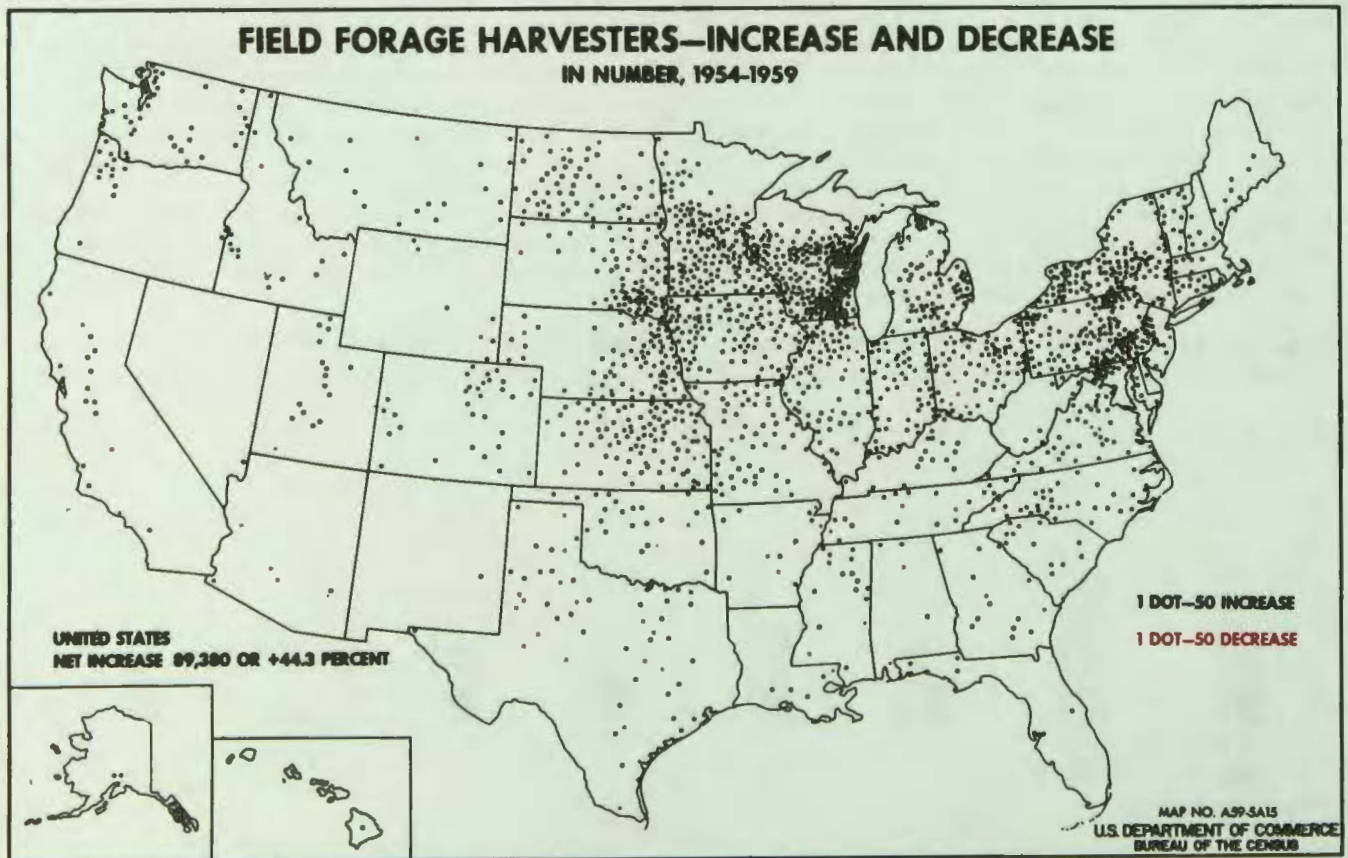 FIELD FORAGE HARVESTERS—INCREASE AND DECREASE
IN NUMBER, 1954-1959
1 DOT—50 INCREASE
1 DOT—50 DECREASE
UNITED STATES
NET INCREASE 89,380 OR +44.3 PERCENT
MAP NO. A59-5A15
U.S. DEPARTMENT OF COMMERCE
BUREAU OF THE CENSUS